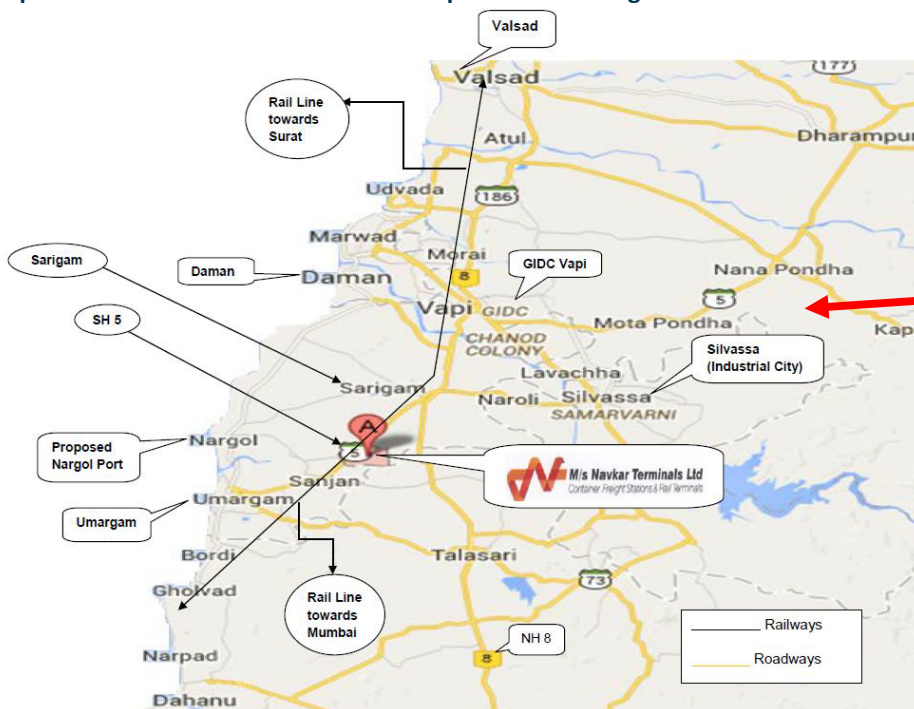 Valsad
Valsad
177
Rail Line
towards
Surat
Atul
Dharampur
Udvada
186
Marwad
Morai
Sarigam
Daman
Daman
8
GIDC Vapi
Nana Pondha
5
SH 5
Vapi
GIDC
Mota Pondha
Kap
CHANOD
COLONY
Silvassa
(Industrial City)
Lavachha
Sarigam
Naroli
Silvassa
SAMARVARNI
A
Proposed
Nargol Port
Nargol
5
M/s Navkar Terminals Ltd
Container Freight Stations & Rail Terminals
Sanjan
Umargam
Umargam
Bordi
Talasari
Gholvad
73
Rail Line
towards
Mumbai
Railways
NH 8
Narpad
8
Roadways
Dahanu